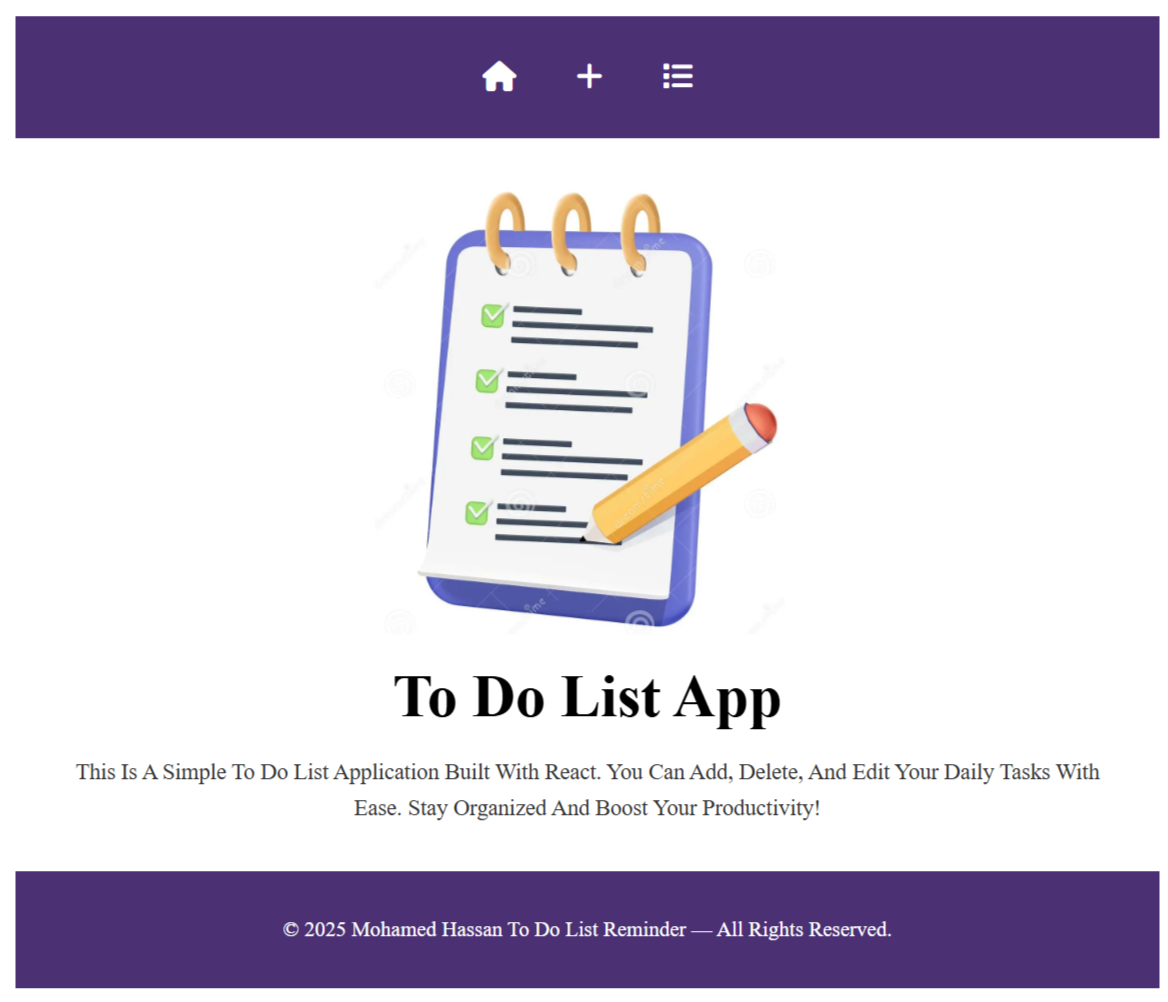 To Do List App
This Is A Simple To Do List Application Built With React. You Can Add, Delete, And Edit Your Daily Tasks With
Ease. Stay Organized And Boost Your Productivity!
© 2025 Mohamed Hassan To Do List Reminder — All Rights Reserved.